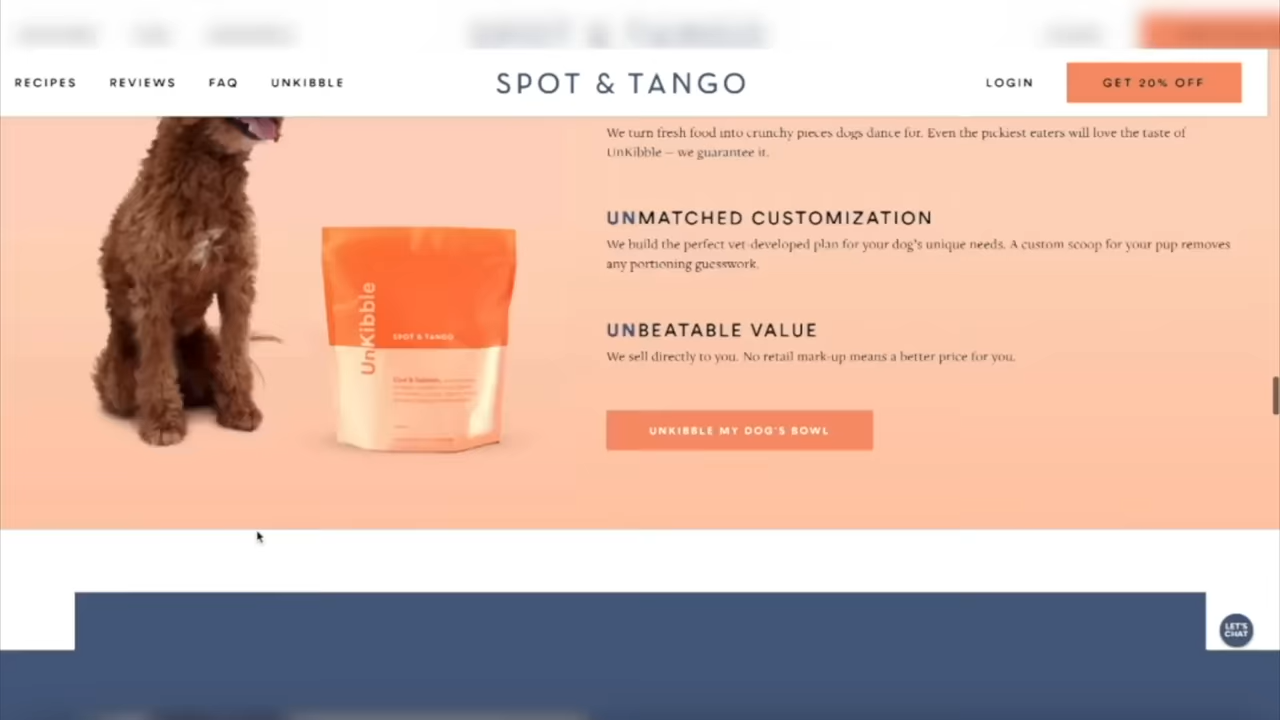 RECIPES REVIEWS FAQ UNKIBBLE SPOT & TANGO LOGIN GET 20% OFF
We turn fresh food into crunchy pieces dogs dance for. Even the pickiest eaters will love the taste of
UnKibble – we guarantee it.
UNMATCHED CUSTOMIZATION
We build the perfect vet-developed plan for your dog's unique needs. A custom scoop for your pup removes
any portioning guesswork.
UNBEATABLE VALUE
We sell directly to you. No retail mark-up means a better price for you.
UNKIBBLE MY DOG'S BOWL
UnKibble
SPOT & TANGO
LET'S
CHAT